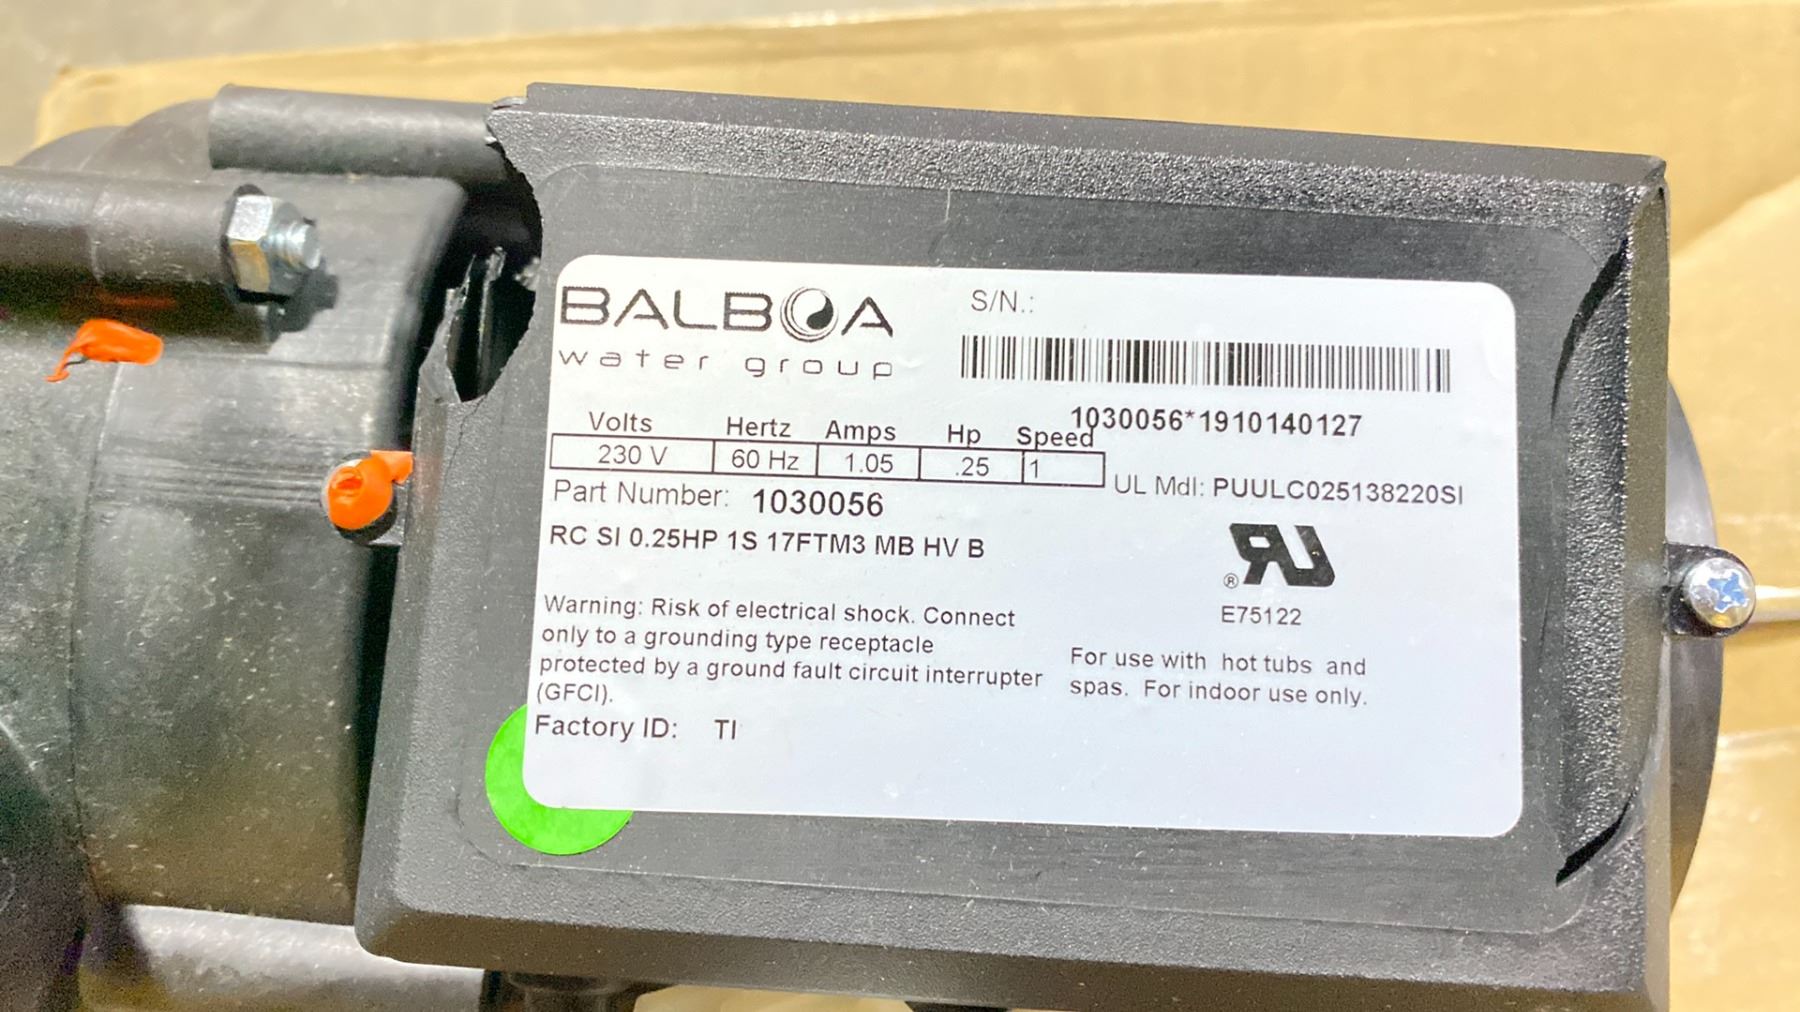 BALBOA
water group
S/N.:
1030056*1910140127
Volts Hertz Amps Hp Speed
230 V 60 Hz 1.05 .25 1
UL Mdl: PUULC025138220SI
Part Number: 1030056
RC SI 0.25HP 1S 17FTM3 MB HV B
RU
®
E75122
Warning: Risk of electrical shock. Connect
only to a grounding type receptacle
protected by a ground fault circuit interrupter
(GFCI).
For use with hot tubs and
spas. For indoor use only.
Factory ID: TI